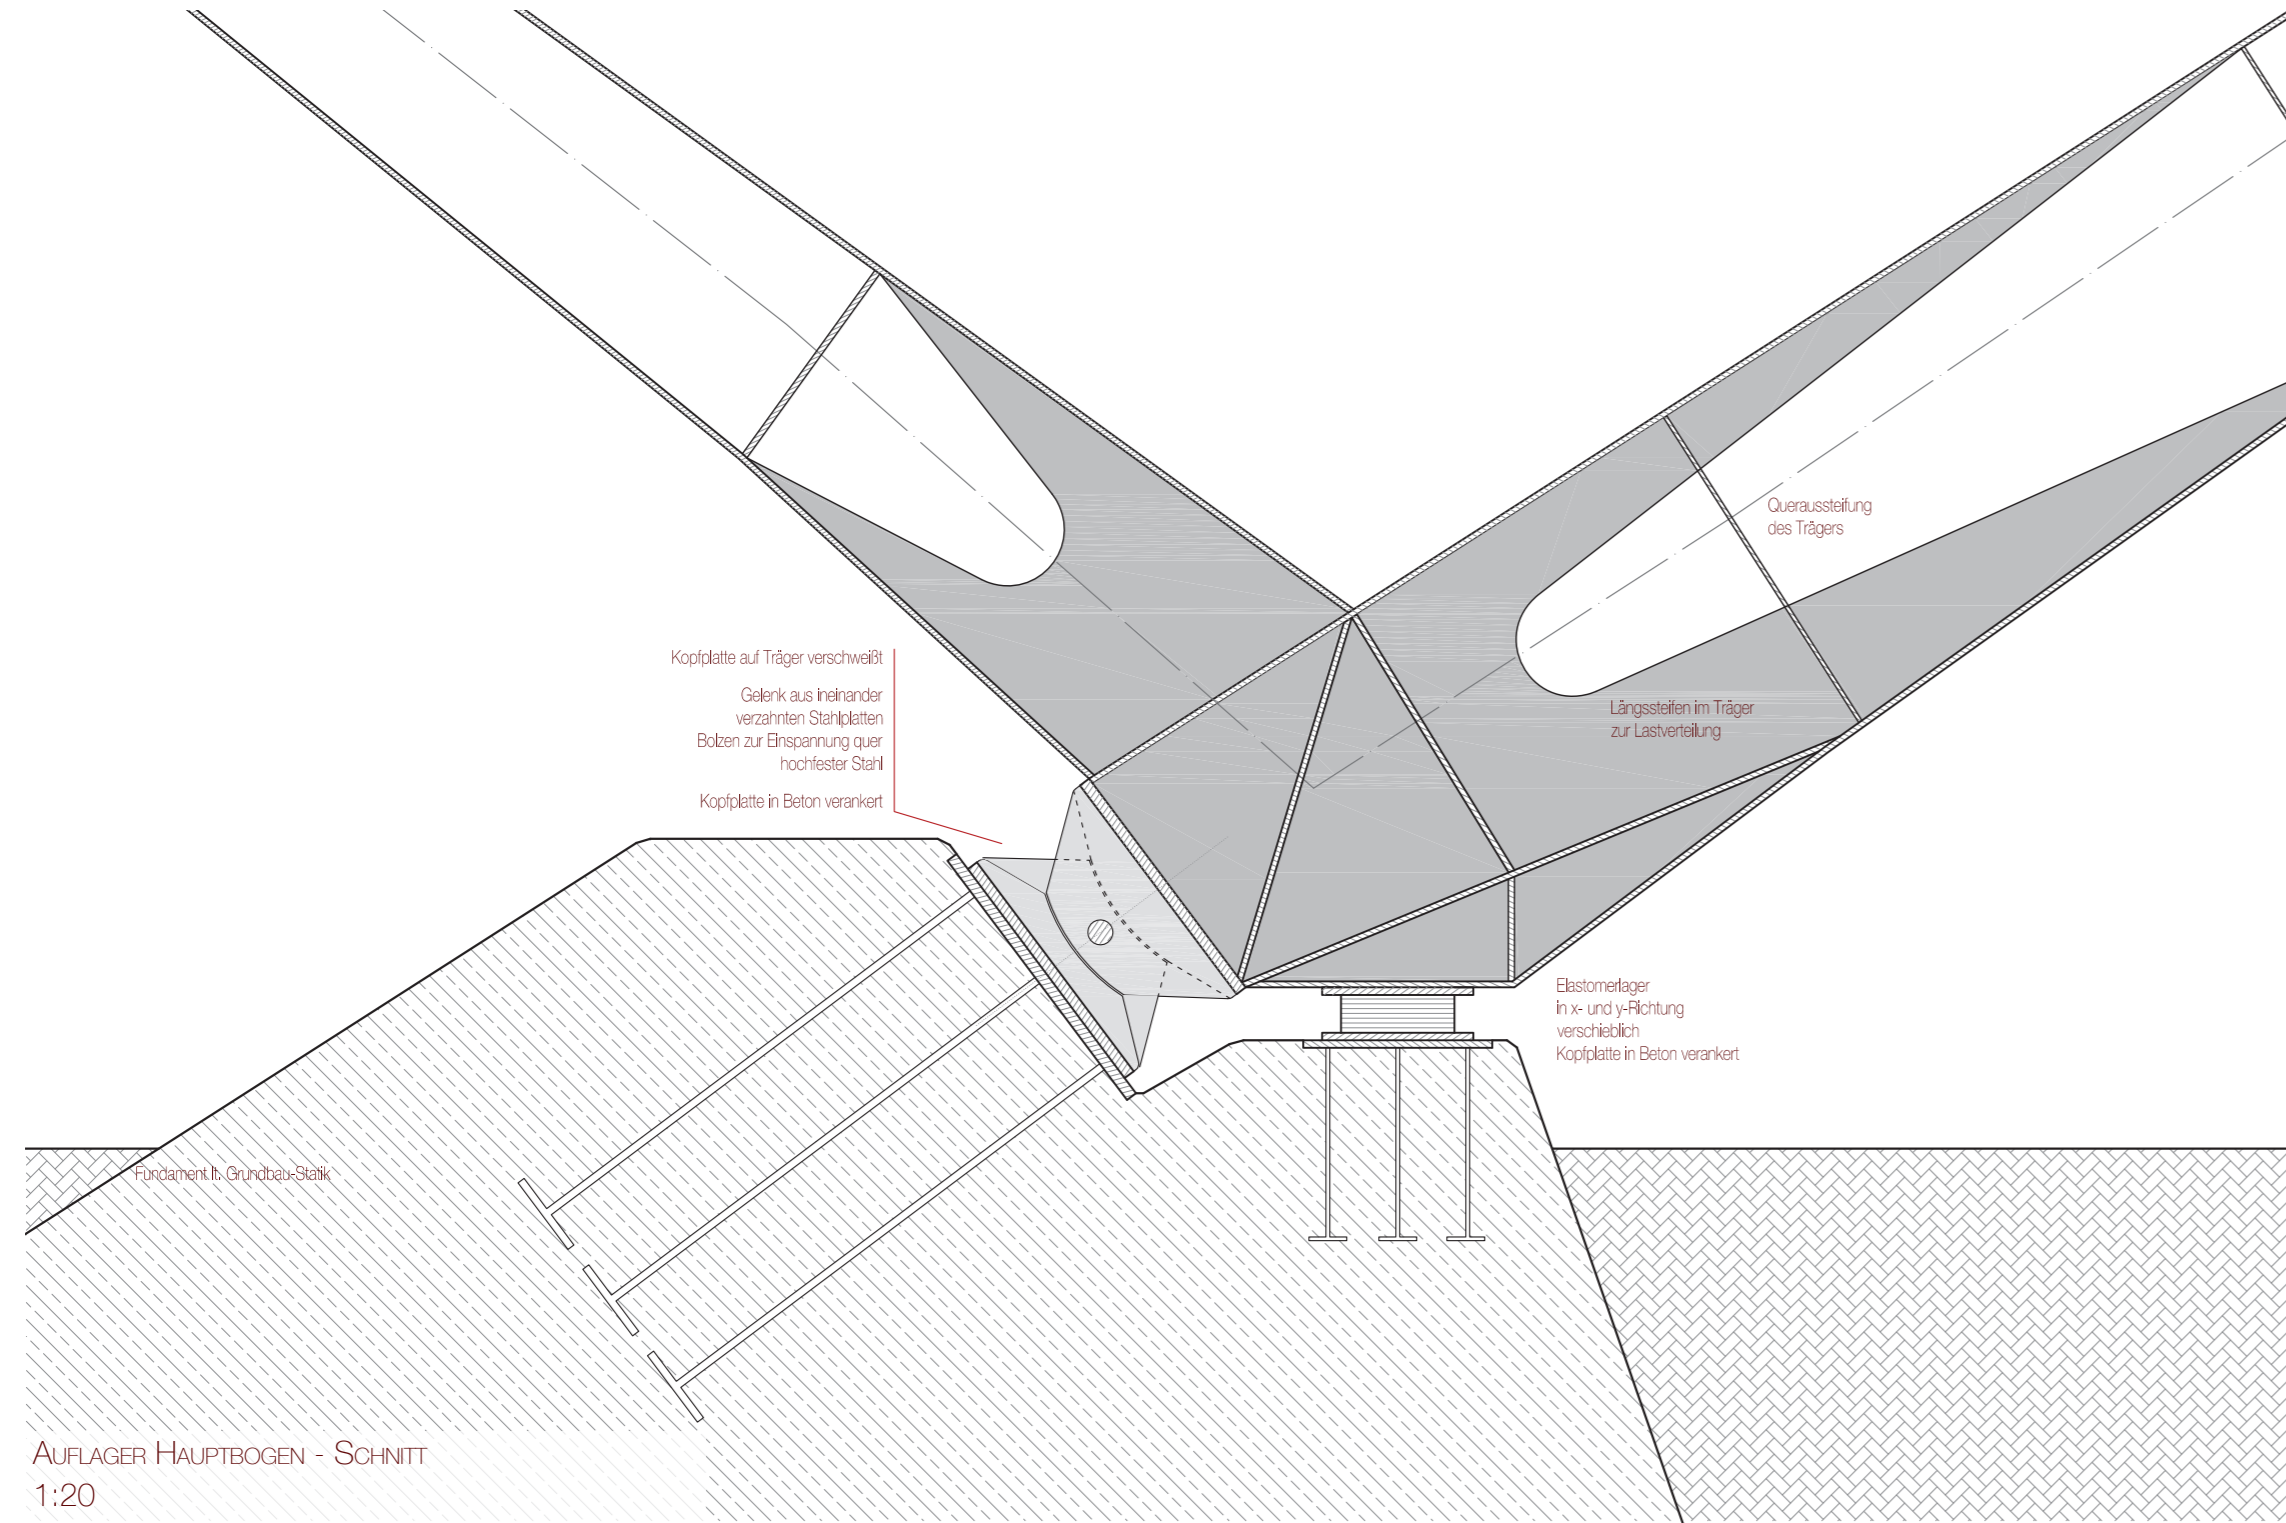 Queraussteifung
des Trägers
Kopfplatte auf Träger verschweißt
Gelenk aus ineinander
verzahnten Stahlplatten
Bolzen zur Einspannung quer
hochfester Stahl
Kopfplatte in Beton verankert
Längssteifen im Träger
zur Lastverteilung
Elastomerlager
in x- und y-Richtung
verschieblich
Kopfplatte in Beton verankert
Fundament lt. Grundbau-Statik
Auflager Hauptbogen - Schnitt
1:20